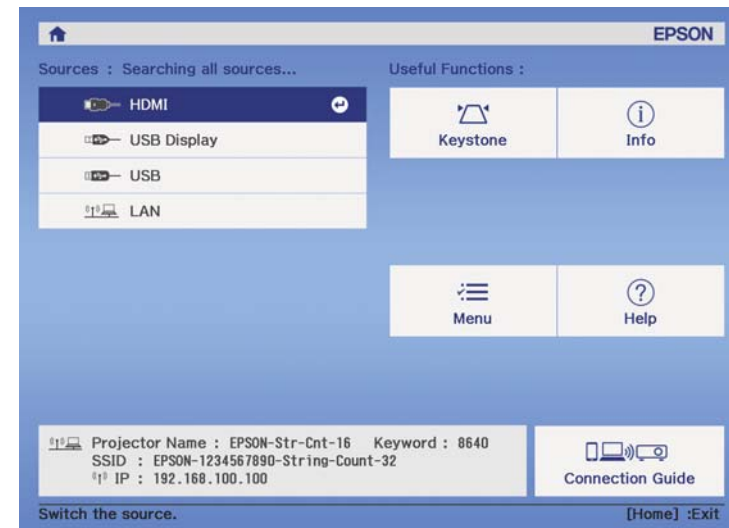 EPSON
Sources : Searching all sources...
Useful Functions :
HDMI
USB Display
USB
LAN
Keystone
Info
Menu
Help
Projector Name : EPSON-Str-Cnt-16 Keyword : 8640
SSID : EPSON-1234567890-String-Count-32
IP : 192.168.100.100
Connection Guide
Switch the source.
[Home] :Exit